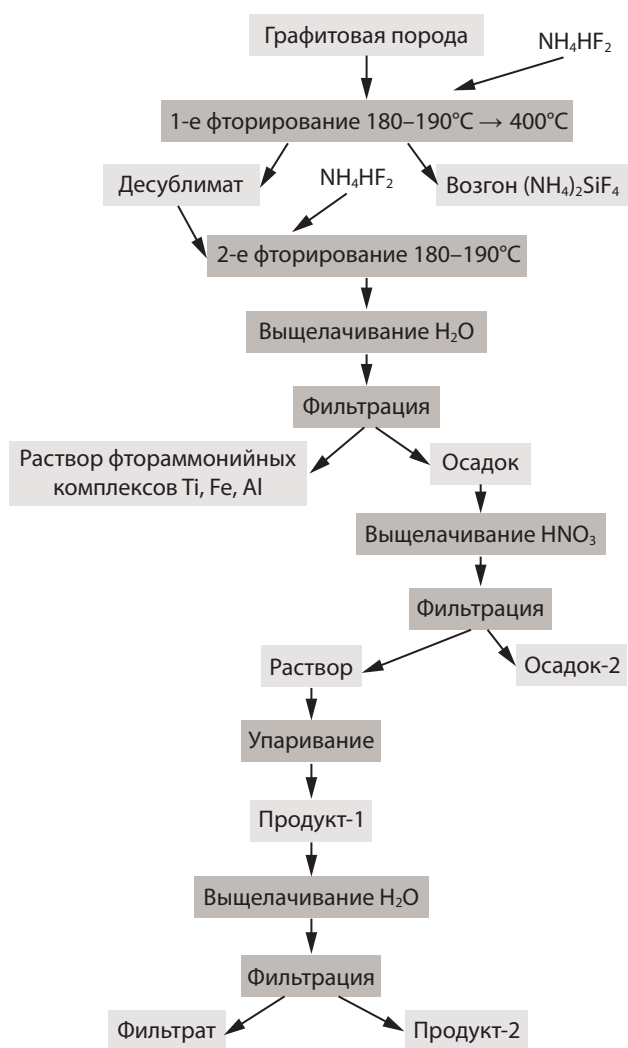 Графитовая порода
NH₄HF₂
1-е фторирование 180–190°C → 400°C
Десублимат
NH₄HF₂
Возгон (NH₄)₂SiF₄
2-е фторирование 180–190°C
Выщелачивание H₂O
Фильтрация
Раствор фтораммонийных
комплексов Ti, Fe, Al
Осадок
Выщелачивание HNO₃
Фильтрация
Раствор
Осадок-2
Упаривание
Продукт-1
Выщелачивание H₂O
Фильтрация
Фильтрат
Продукт-2